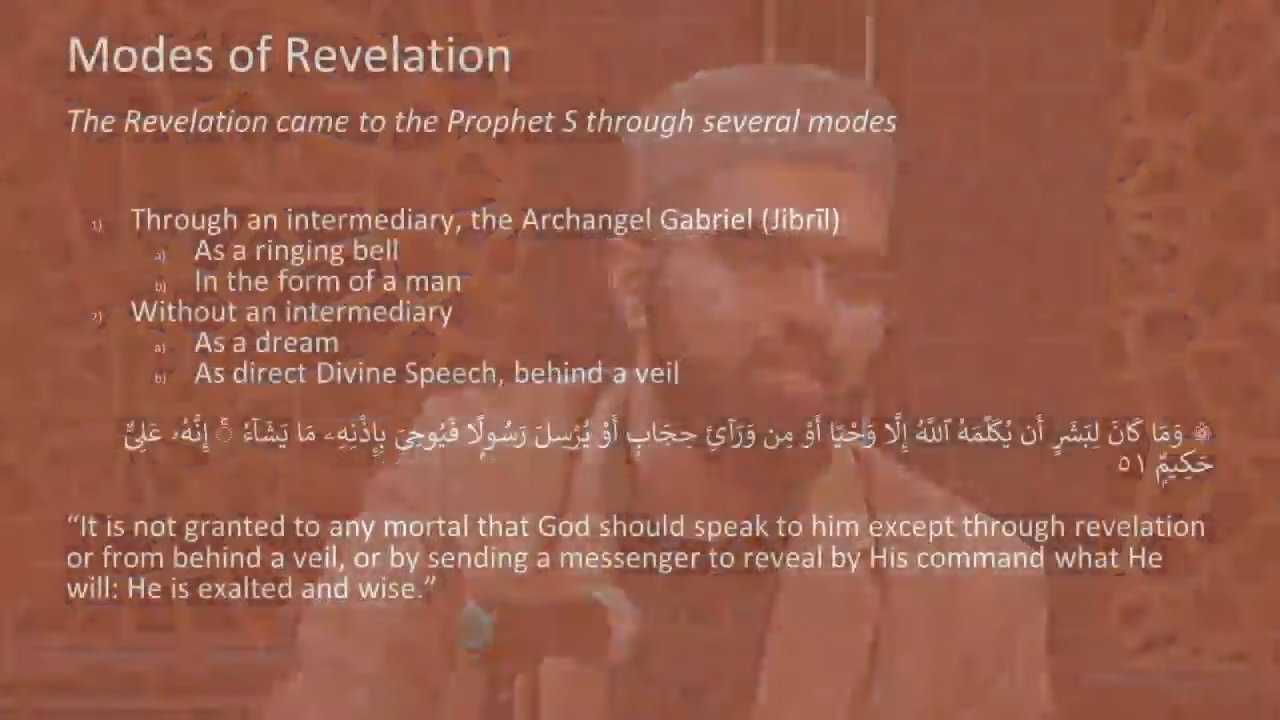 Modes of Revelation
The Revelation came to the Prophet S through several modes
1) Through an intermediary, the Archangel Gabriel (Jibrīl)
a) As a ringing bell
b) In the form of a man
2) Without an intermediary
a) As a dream
b) As direct Divine Speech, behind a veil
۞ وَمَا كَانَ لِبَشَرٍ أَن يُكَلِّمَهُ ٱللَّهُ إِلَّا وَحْيًا أَوْ مِن وَرَآئِ حِجَابٍ أَوْ يُرْسِلَ رَسُولًا فَيُوحِىَ بِإِذْنِهِۦ مَا يَشَآءُ ۚ إِنَّهُۥ عَلِىٌّ
حَكِيمٌ ٥١
“It is not granted to any mortal that God should speak to him except through revelation
or from behind a veil, or by sending a messenger to reveal by His command what He
will: He is exalted and wise.”